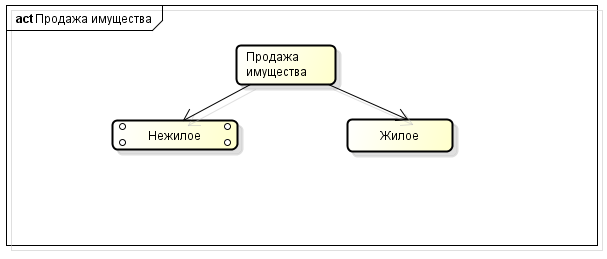 act Продажа имущества
Продажа
имущества
Нежилое
Жилое